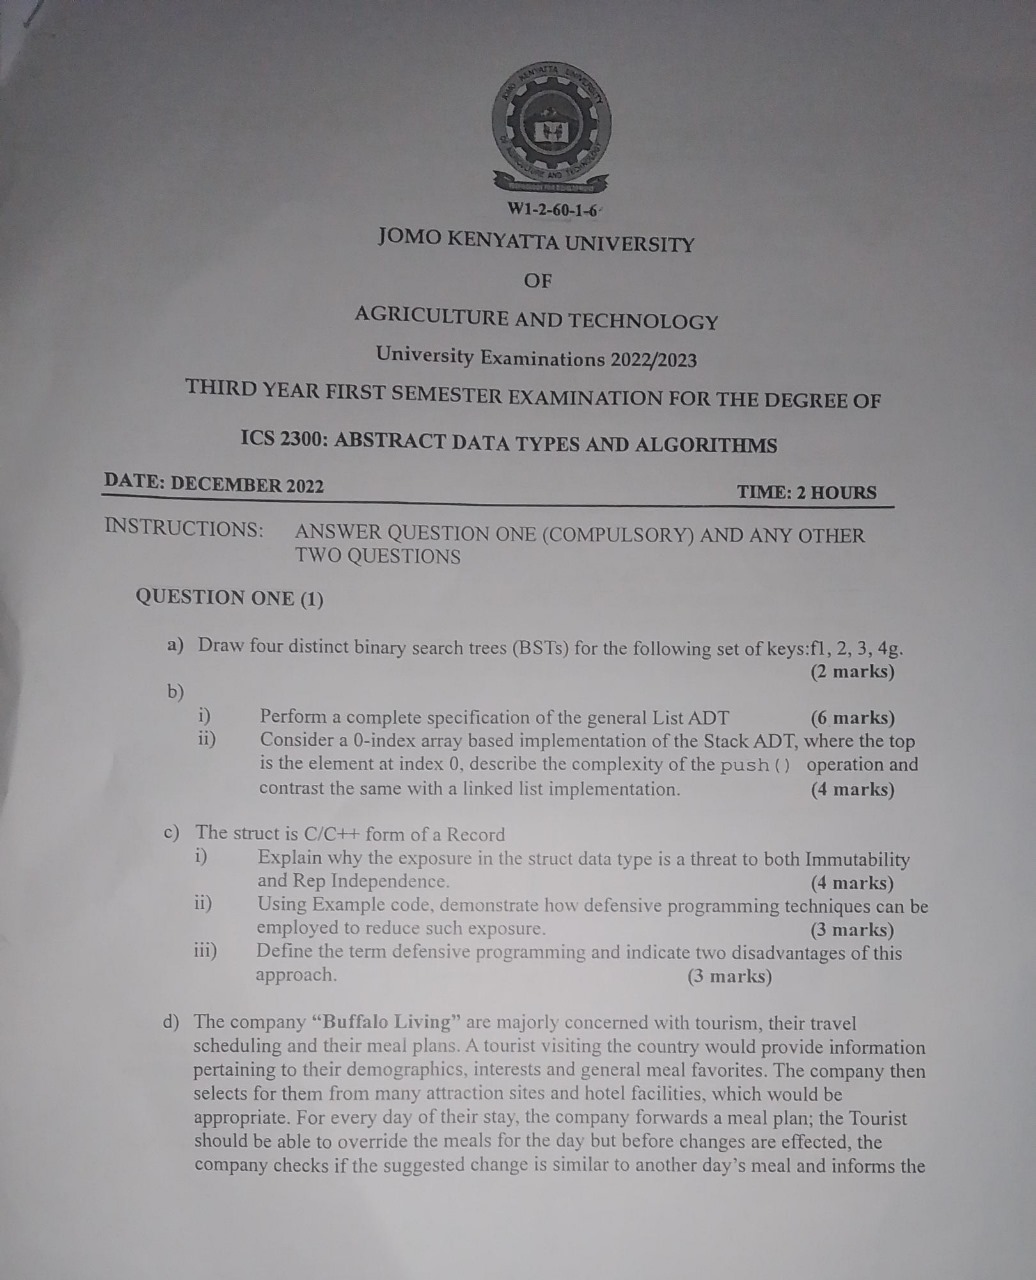 JOMO KENYATTA UNIVERSITY
OF AGRICULTURE AND TECHNOLOGY
W1-2-60-1-6
JOMO KENYATTA UNIVERSITY
OF
AGRICULTURE AND TECHNOLOGY
University Examinations 2022/2023
THIRD YEAR FIRST SEMESTER EXAMINATION FOR THE DEGREE OF
ICS 2300: ABSTRACT DATA TYPES AND ALGORITHMS
DATE: DECEMBER 2022 TIME: 2 HOURS
INSTRUCTIONS: ANSWER QUESTION ONE (COMPULSORY) AND ANY OTHER
TWO QUESTIONS
QUESTION ONE (1)
a) Draw four distinct binary search trees (BSTs) for the following set of keys:f1, 2, 3, 4g.
(2 marks)
b)
i) Perform a complete specification of the general List ADT (6 marks)
ii) Consider a 0-index array based implementation of the Stack ADT, where the top
is the element at index 0, describe the complexity of the push() operation and
contrast the same with a linked list implementation. (4 marks)
c) The struct is C/C++ form of a Record
i) Explain why the exposure in the struct data type is a threat to both Immutability
and Rep Independence. (4 marks)
ii) Using Example code, demonstrate how defensive programming techniques can be
employed to reduce such exposure. (3 marks)
iii) Define the term defensive programming and indicate two disadvantages of this
approach. (3 marks)
d) The company “Buffalo Living” are majorly concerned with tourism, their travel
scheduling and their meal plans. A tourist visiting the country would provide information
pertaining to their demographics, interests and general meal favorites. The company then
selects for them from many attraction sites and hotel facilities, which would be
appropriate. For every day of their stay, the company forwards a meal plan; the Tourist
should be able to override the meals for the day but before changes are effected, the
company checks if the suggested change is similar to another day’s meal and informs the